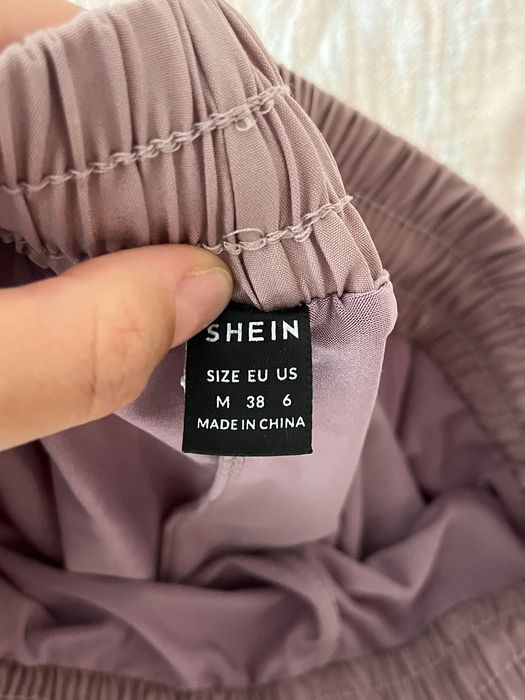 SHEIN
SIZE EU US
M 38 6
MADE IN CHINA